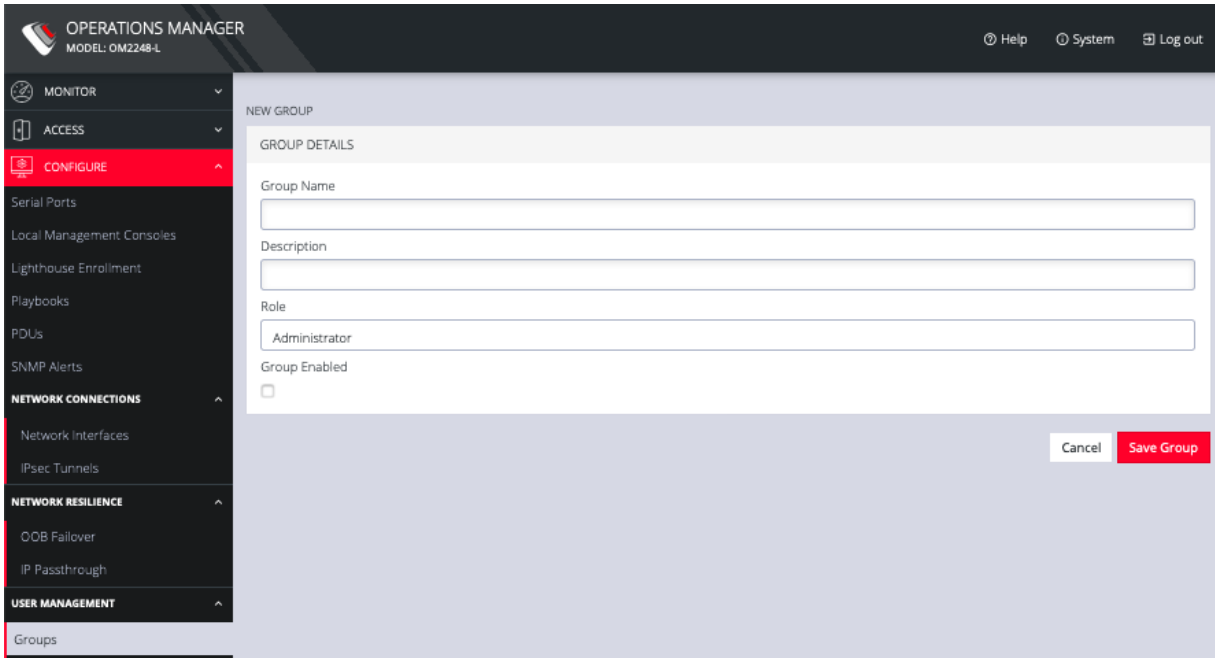 OPERATIONS MANAGER
MODEL: OM2248-L
Help
System
Log out
MONITOR
ACCESS
CONFIGURE
Serial Ports
Local Management Consoles
Lighthouse Enrollment
Playbooks
PDUs
SNMP Alerts
NETWORK CONNECTIONS
Network Interfaces
IPsec Tunnels
NETWORK RESILIENCE
OOB Failover
IP Passthrough
USER MANAGEMENT
Groups
NEW GROUP
GROUP DETAILS
Group Name
Description
Role
Administrator
Group Enabled
Cancel
Save Group